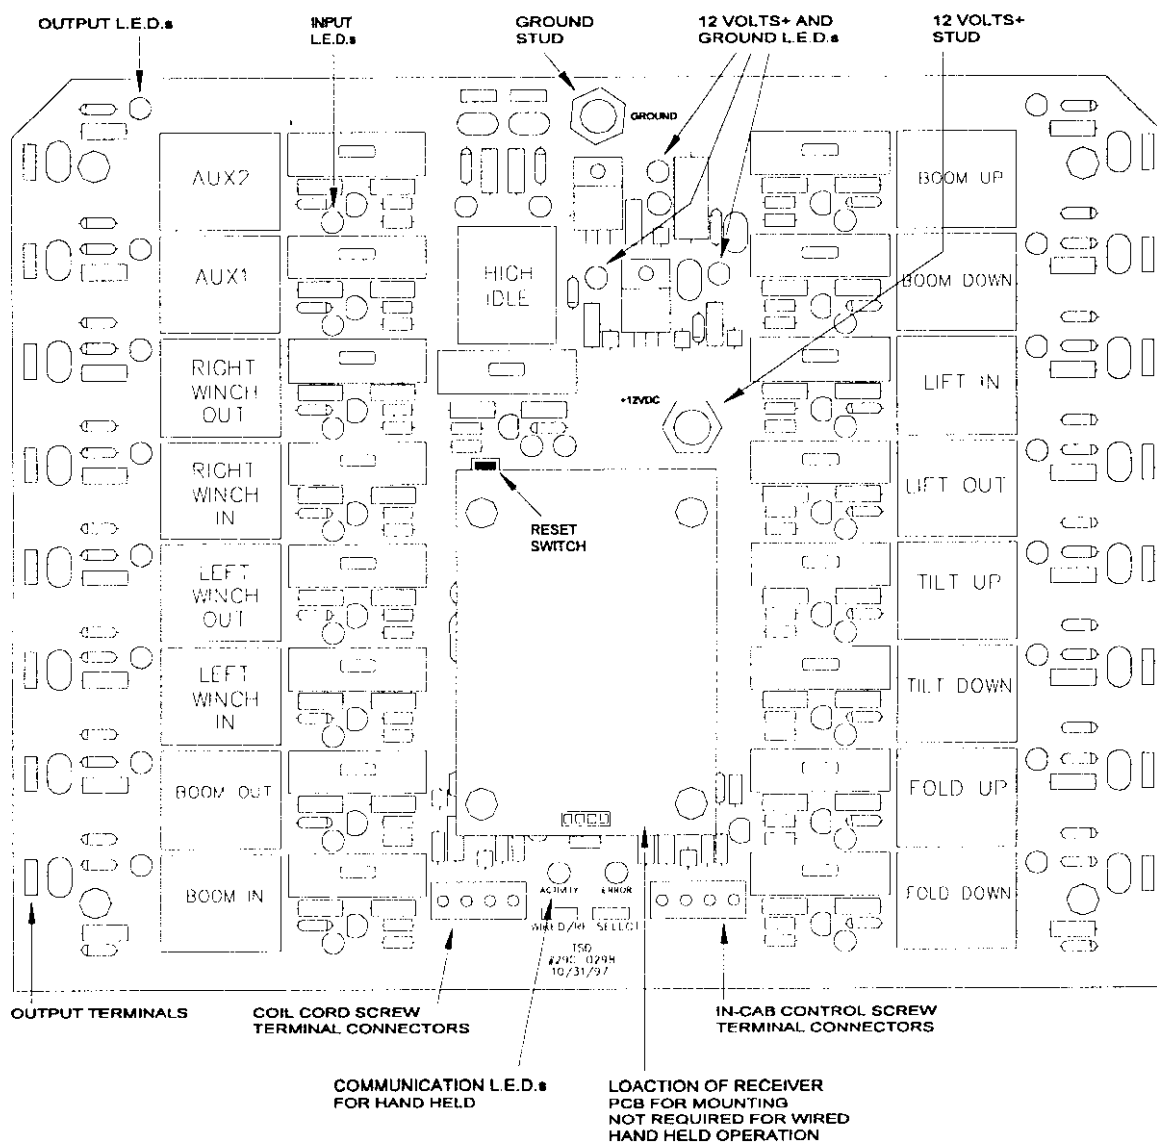 OUTPUT L.E.D.s
INPUT
L.E.D.s
GROUND
STUD
12 VOLTS+ AND
GROUND L.E.D.s
12 VOLTS+
STUD
GROUND
AUX2
BOOM UP
AUX1
HIGH
IDLE
BOOM DOWN
RIGHT
WINCH
OUT
+12VDC
LIFT IN
RIGHT
WINCH
IN
RESET
SWITCH
LIFT OUT
LEFT
WINCH
OUT
TILT UP
LEFT
WINCH
IN
TILT DOWN
BOOM OUT
FOLD UP
BOOM IN
ACTIVITY
ERROR
FOLD DOWN
WIRED/RF SELECT
10/31/97
OUTPUT TERMINALS
COIL CORD SCREW
TERMINAL CONNECTORS
IN-CAB CONTROL SCREW
TERMINAL CONNECTORS
COMMUNICATION L.E.D.s
FOR HAND HELD
LOACTION OF RECEIVER
PCB FOR MOUNTING
NOT REQUIRED FOR WIRED
HAND HELD OPERATION